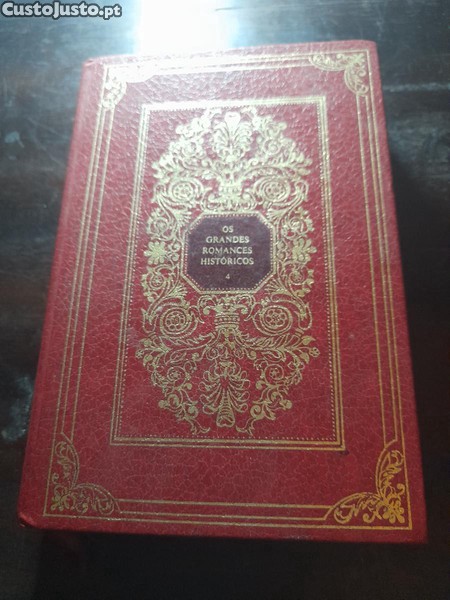 CustoJusto.pt
OS
GRANDES
ROMANCES
HISTÓRICOS
4